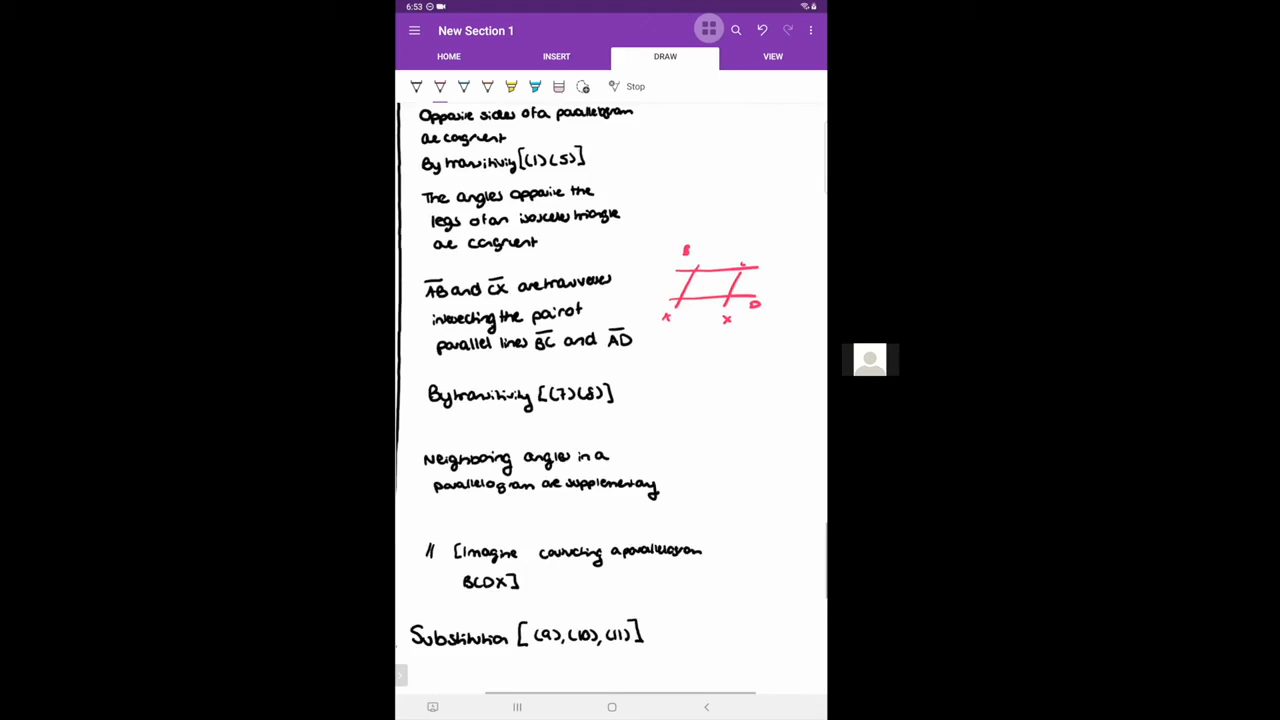 6:53
New Section 1
HOME INSERT DRAW VIEW
Stop
Opposite sides of a parallelogram
are congruent
By transitivity [(1)(5)]
The angles opposite the
legs of an isosceles triangle
are congruent
B
AB and CX are transversals
intersecting the pair of
parallel lines BC and AD
A X D
By transitivity [(7)(8)]
Neighboring angles in a
parallelogram are supplementary
// [Imagine constructing a parallelogram
BCDX]
Substitution [(9),(10),(11)]